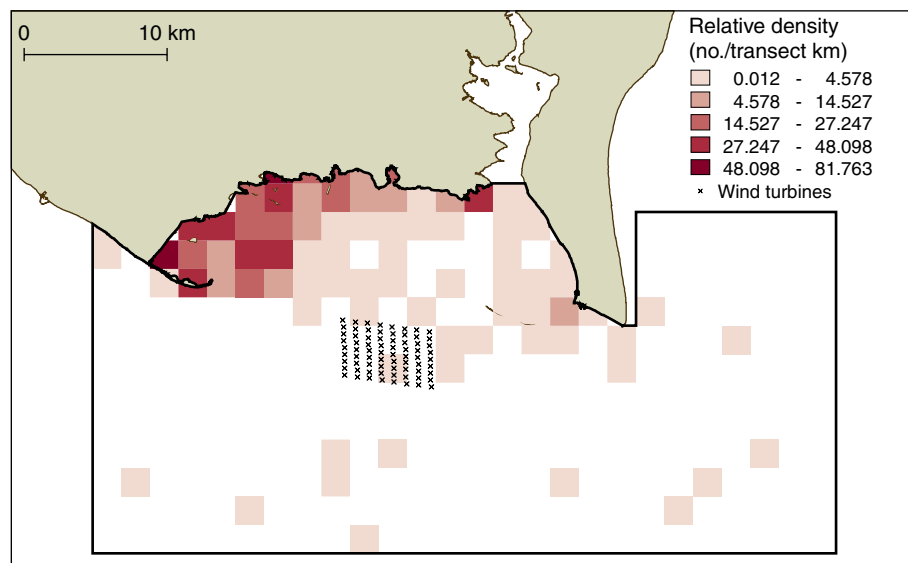 0 10 km
Relative density
(no./transect km)
0.012 - 4.578
4.578 - 14.527
14.527 - 27.247
27.247 - 48.098
48.098 - 81.763
Wind turbines